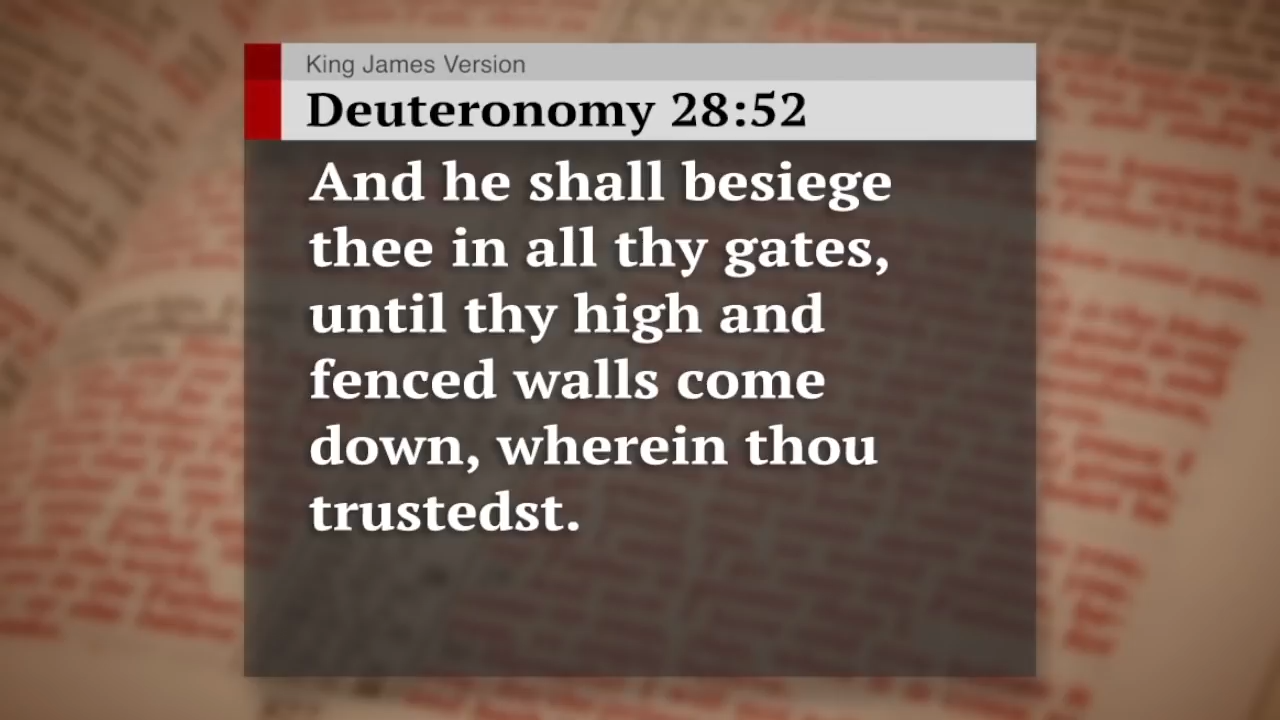 King James Version
Deuteronomy 28:52
And he shall besiege
thee in all thy gates,
until thy high and
fenced walls come
down, wherein thou
trustedst.